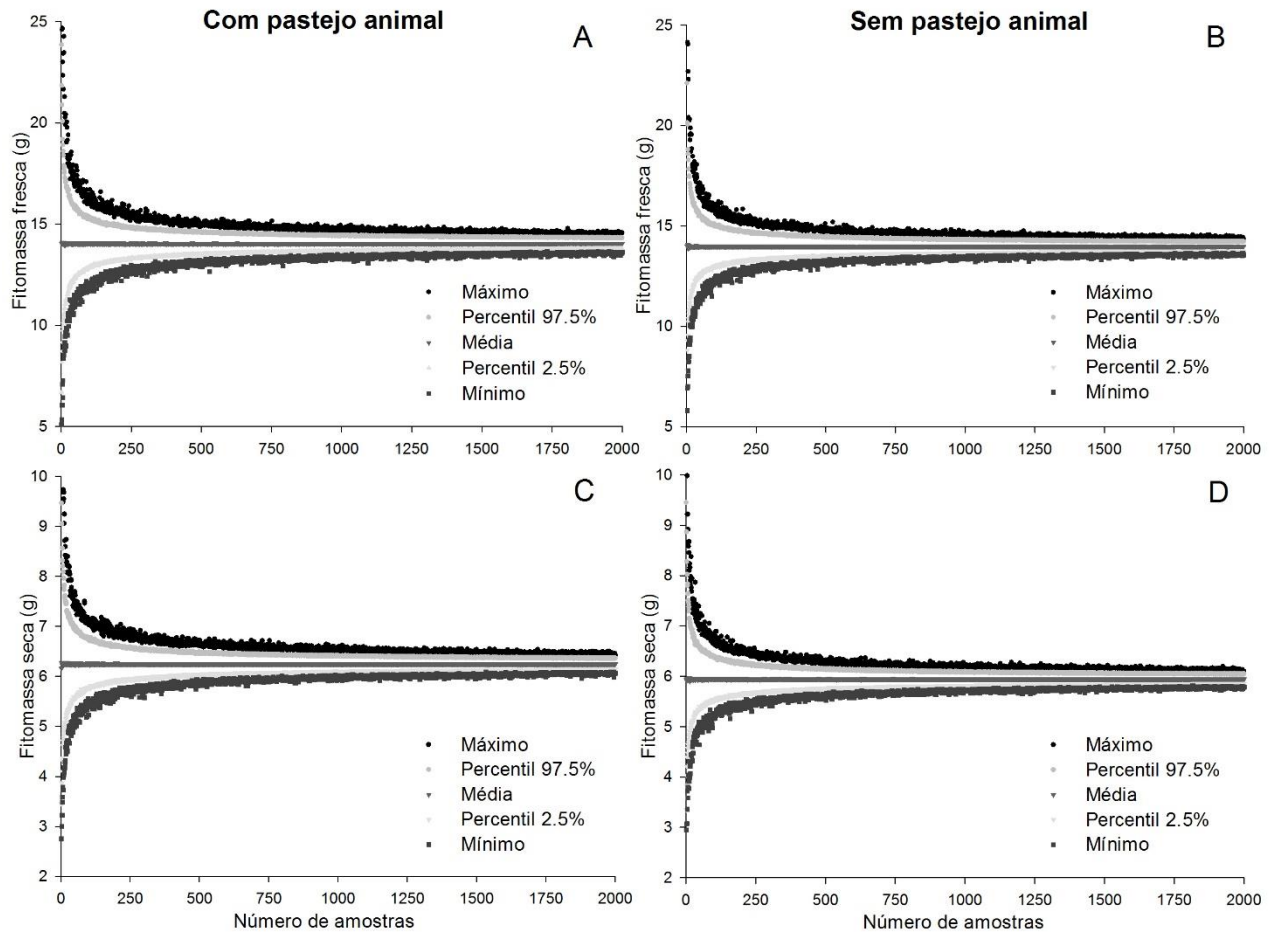 Com pastejo animal
A
Fitomassa fresca (g)
25
20
15
10
5
Máximo
Percentil 97.5%
Média
Percentil 2.5%
Mínimo
0 250 500 750 1000 1250 1500 1750 2000
Sem pastejo animal
B
Fitomassa fresca (g)
25
20
15
10
5
Máximo
Percentil 97.5%
Média
Percentil 2.5%
Mínimo
0 250 500 750 1000 1250 1500 1750 2000
C
Fitomassa seca (g)
10
9
8
7
6
5
4
3
2
Máximo
Percentil 97.5%
Média
Percentil 2.5%
Mínimo
0 250 500 750 1000 1250 1500 1750 2000
Número de amostras
D
Fitomassa seca (g)
10
9
8
7
6
5
4
3
2
Máximo
Percentil 97.5%
Média
Percentil 2.5%
Mínimo
0 250 500 750 1000 1250 1500 1750 2000
Número de amostras